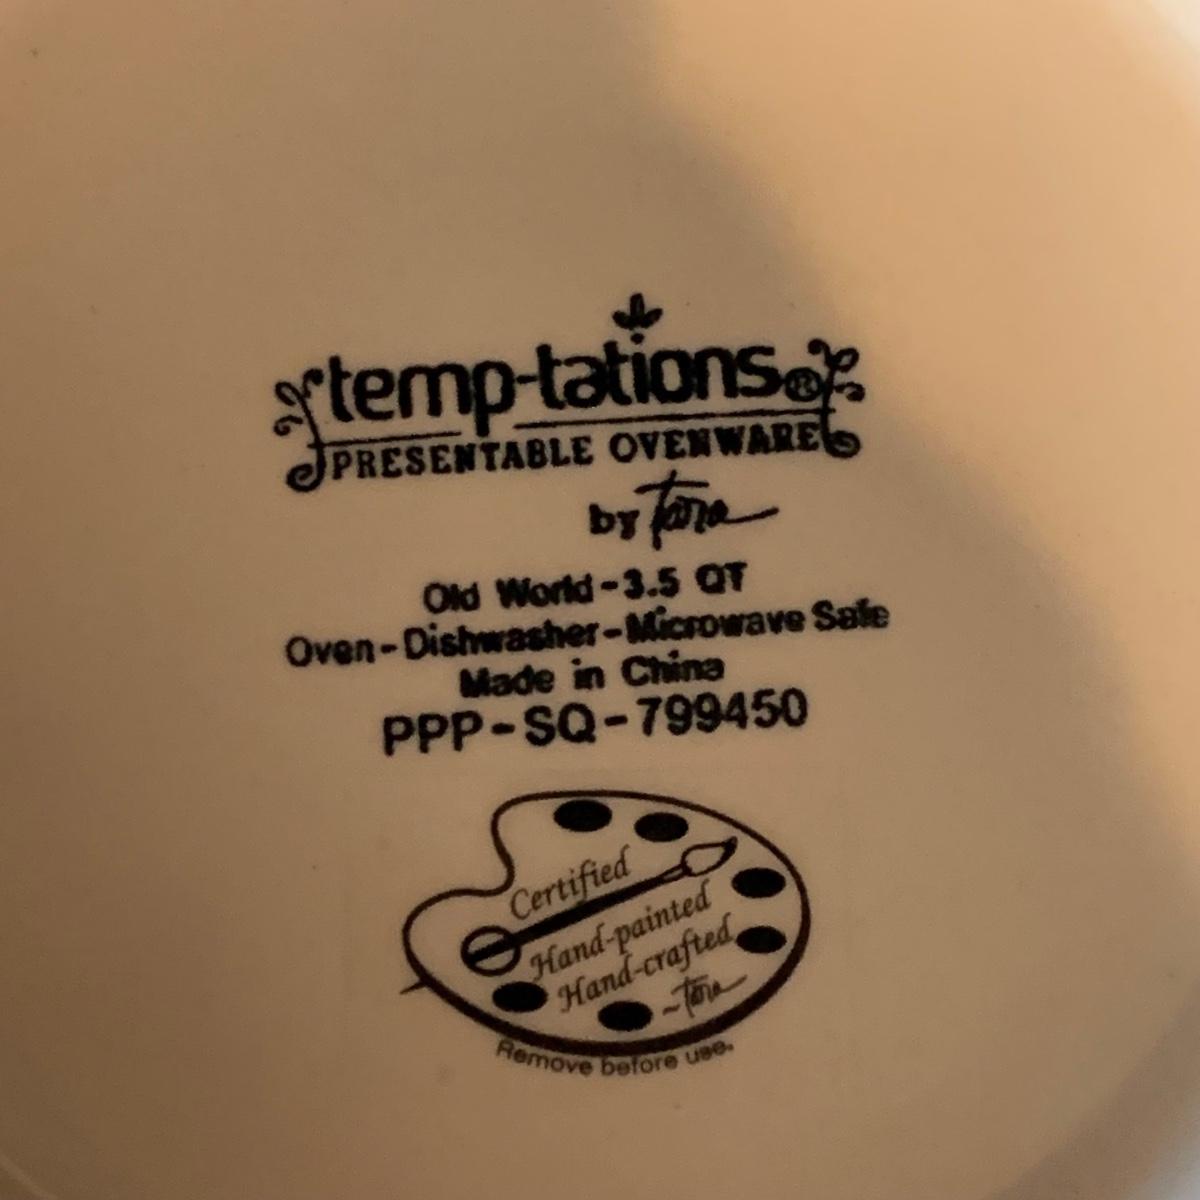 temp-tations®
PRESENTABLE OVENWARE
by Tara
Old World-3.5 QT
Oven-Dishwasher-Microwave Safe
Made in China
PPP-SQ-799450
Certified
Hand-painted
Hand-crafted
~Tara
Remove before use.